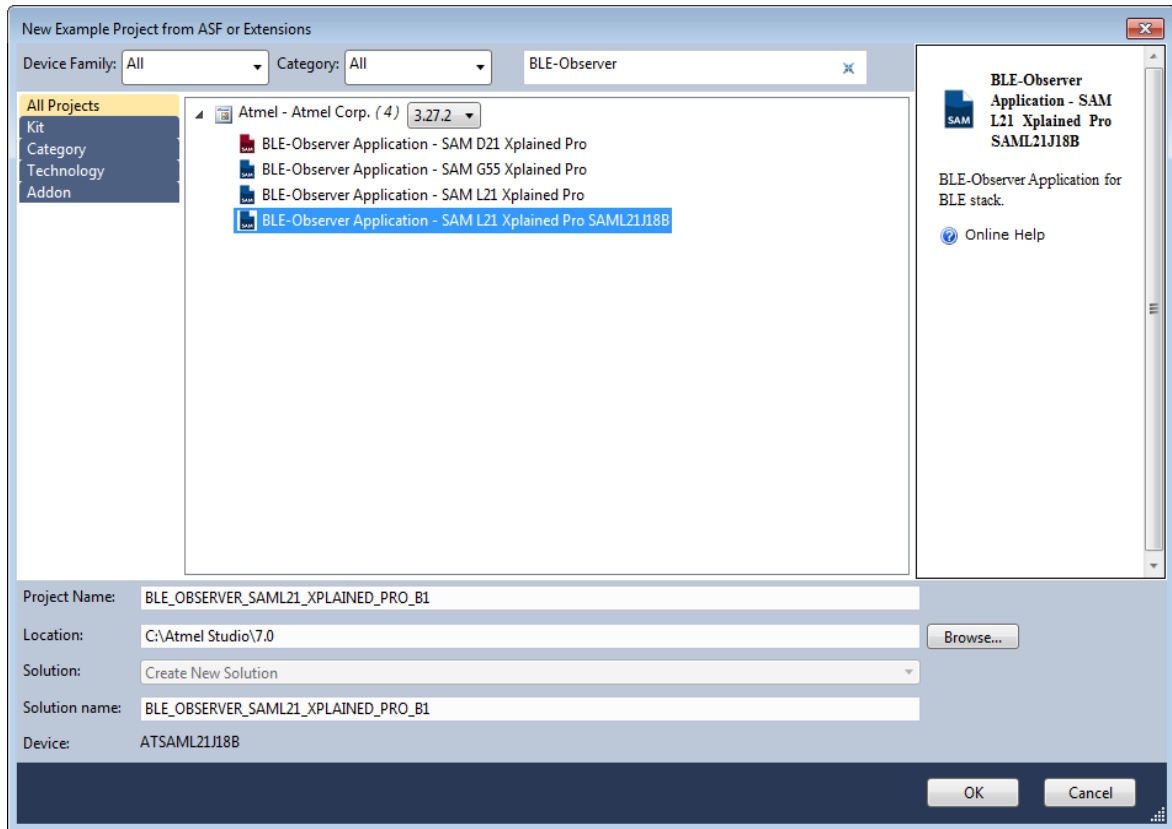 New Example Project from ASF or Extensions
Device Family: All Category: All BLE-Observer
All Projects
Kit
Category
Technology
Addon
Atmel - Atmel Corp. (4) 3.27.2
BLE-Observer Application - SAM D21 Xplained Pro
BLE-Observer Application - SAM G55 Xplained Pro
BLE-Observer Application - SAM L21 Xplained Pro
BLE-Observer Application - SAM L21 Xplained Pro SAML21J18B
SAM
BLE-Observer
Application - SAM
L21 Xplained Pro
SAML21J18B
BLE-Observer Application for
BLE stack.
Online Help
Project Name: BLE_OBSERVER_SAML21_XPLAINED_PRO_B1
Location: C:\Atmel Studio\7.0 Browse...
Solution: Create New Solution
Solution name: BLE_OBSERVER_SAML21_XPLAINED_PRO_B1
Device: ATSAML21J18B
OK Cancel